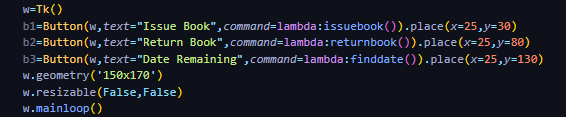 w=Tk()
b1=Button(w,text="Issue Book",command=lambda:issuebook()).place(x=25,y=30)
b2=Button(w,text="Return Book",command=lambda:returnbook()).place(x=25,y=80)
b3=Button(w,text="Date Remaining",command=lambda:finddate()).place(x=25,y=130)
w.geometry('150x170')
w.resizable(False,False)
w.mainloop()